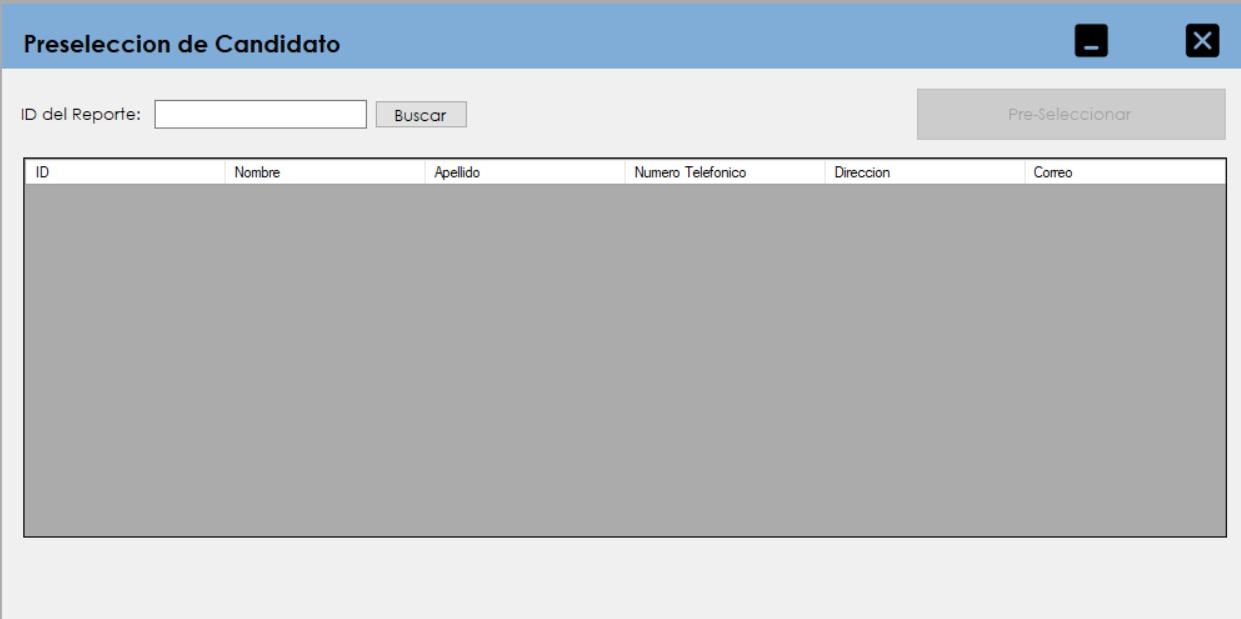 Preseleccion de Candidato
ID del Reporte: Buscar Pre-Seleccionar
ID Nombre Apellido Numero Telefonico Direccion Correo